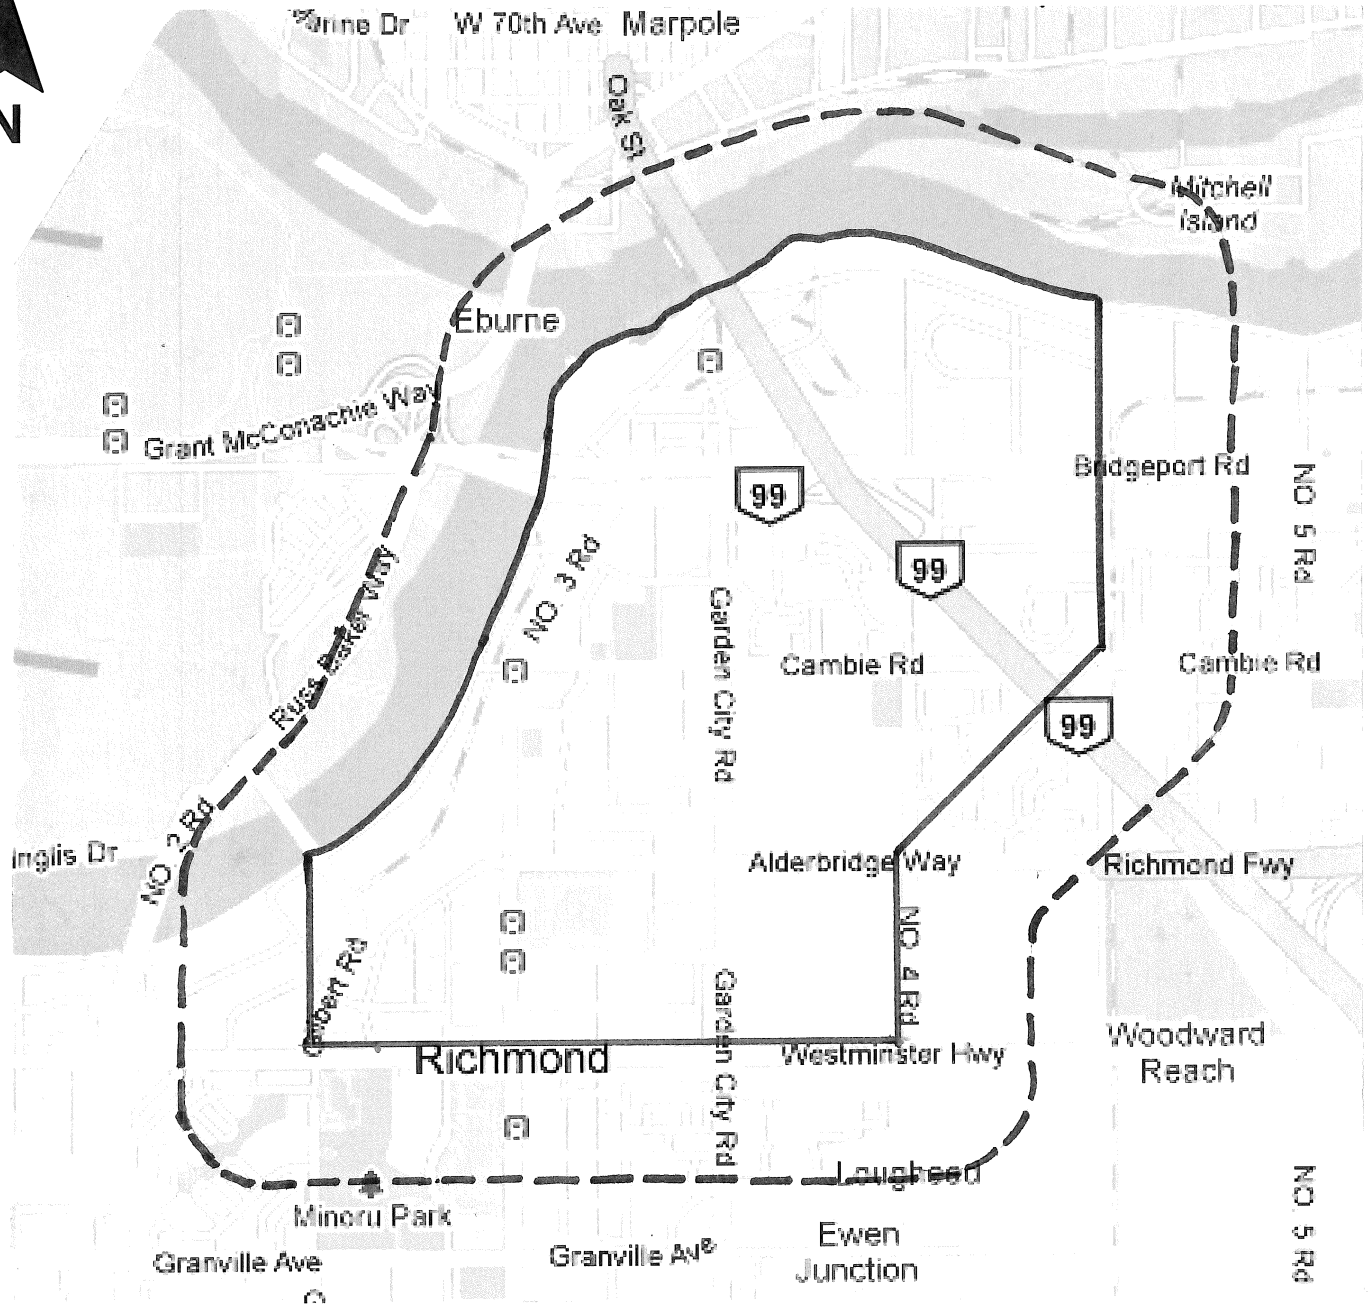 W 70th Ave Marpole
Oak St
N
Mitchell
Island
Eburne
Grant McConachie Way
99
Bridgeport Rd
NO. 5 Rd
NO. 3 Rd
99
Russ Baker Way
Garden City Rd
Cambie Rd
Cambie Rd
99
NO. 2 Rd
Inglis Dr
Alderbridge Way
Richmond Fwy
NO. 4 Rd
Garden City Rd
Woodward
Reach
Richmond
Westminster Hwy
Lougheed
NO. 5 Rd
Minoru Park
Ewen
Junction
Granville Ave
Granville Ave